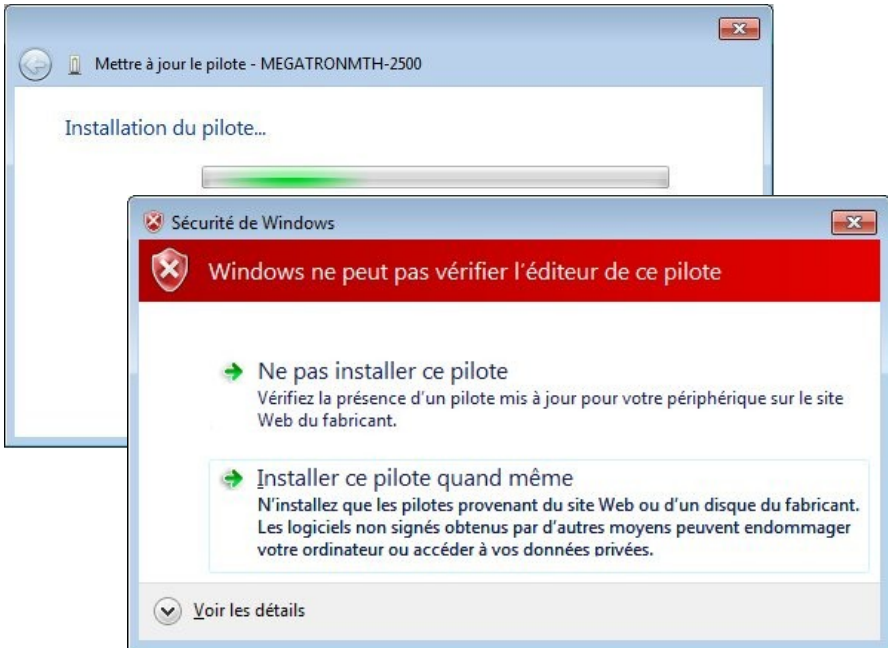 Mettre à jour le pilote - MEGATRONMTH-2500
Installation du pilote...
Sécurité de Windows
Windows ne peut pas vérifier l'éditeur de ce pilote
Ne pas installer ce pilote
Vérifiez la présence d'un pilote mis à jour pour votre périphérique sur le site
Web du fabricant.
Installer ce pilote quand même
N'installez que les pilotes provenant du site Web ou d'un disque du fabricant.
Les logiciels non signés obtenus par d'autres moyens peuvent endommager
votre ordinateur ou accéder à vos données privées.
Voir les détails